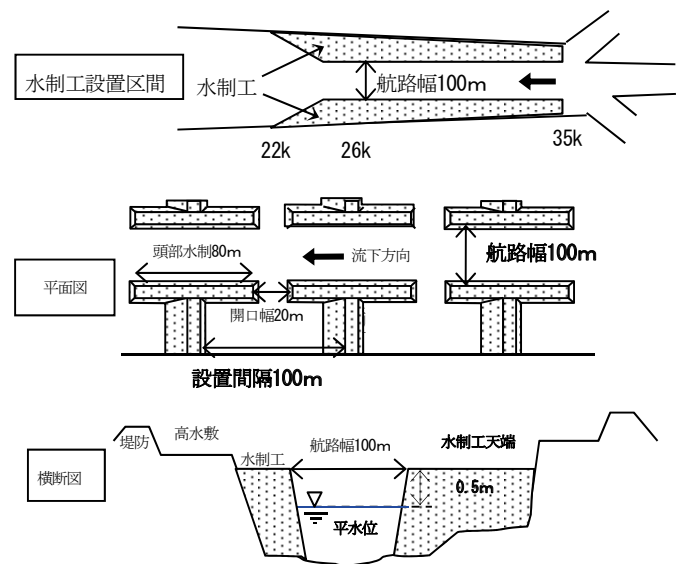 水制工設置区間
水制工
航路幅100m
22k
26k
35k
平面図
頭部水制80m
流下方向
航路幅100m
開口幅20m
設置間隔100m
横断図
堤防
高水敷
水制工
航路幅100m
水制工天端
0.5m
平水位